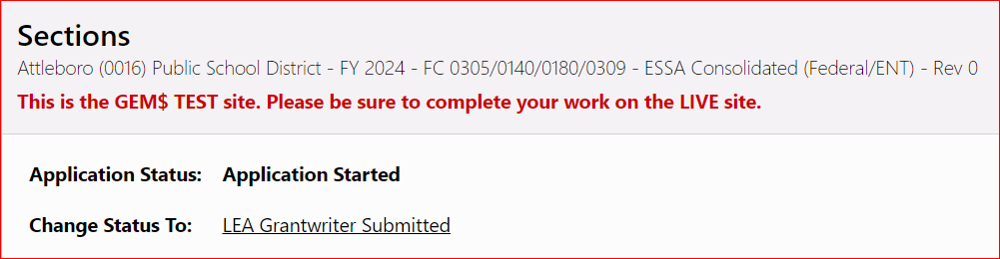 Sections
Attleboro (0016) Public School District - FY 2024 - FC 0305/0140/0180/0309 - ESSA Consolidated (Federal/ENT) - Rev 0
This is the GEM$ TEST site. Please be sure to complete your work on the LIVE site.
Application Status: Application Started
Change Status To: LEA Grantwriter Submitted